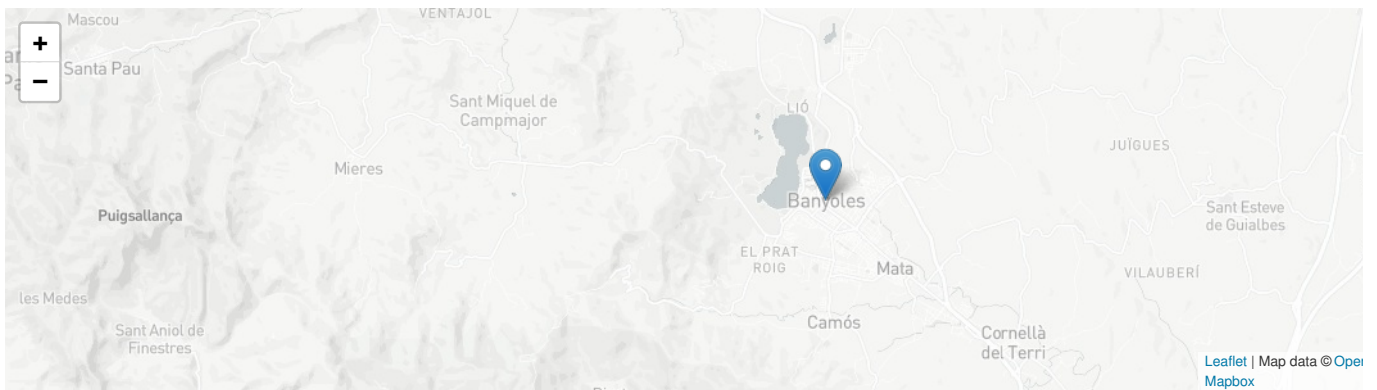 Mascou
VENTAJOL
+
−
Santa Pau
Sant Miquel de
Campmajor
LIÓ
JUÏGUES
Mieres
Puigsallança
Banyoles
Sant Esteve
de Guialbes
EL PRAT
ROIG
Mata
VILAUBERÍ
les Medes
Sant Aniol de
Finestres
Camós
Cornellà
del Terri
Leaflet | Map data ©
Mapbox